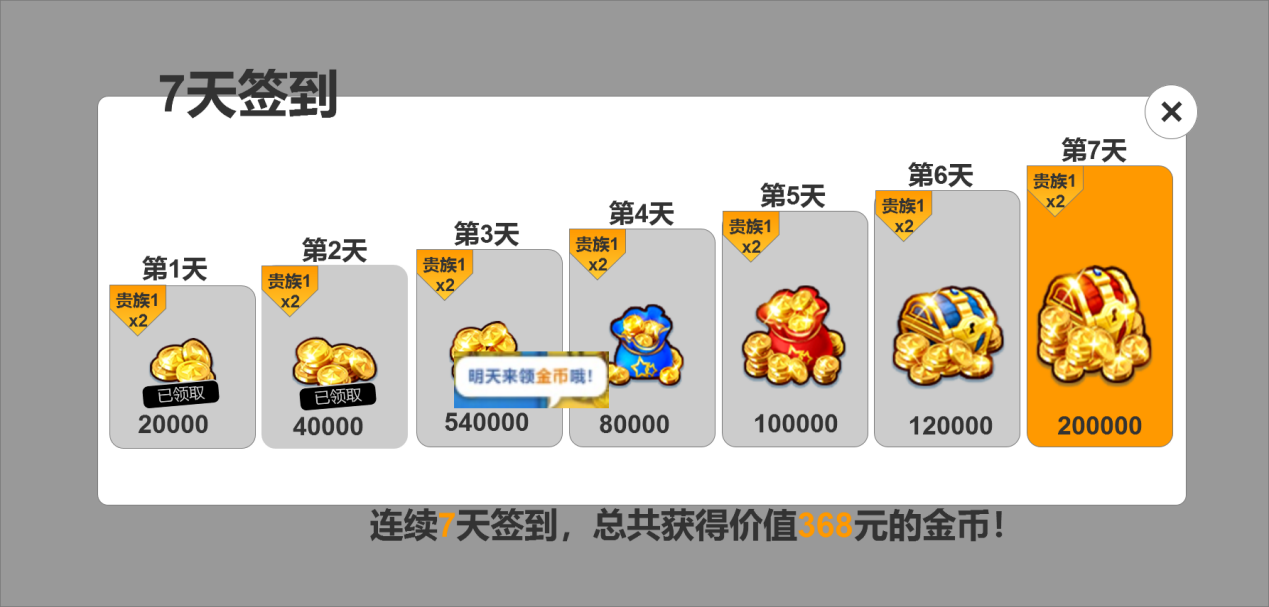 7天签到
×
第1天
贵族1
x2
已领取
20000
第2天
贵族1
x2
已领取
40000
第3天
贵族1
x2
明天来领金币哦！
540000
第4天
贵族1
x2
80000
第5天
贵族1
x2
100000
第6天
贵族1
x2
120000
第7天
贵族1
x2
200000
连续7天签到，总共获得价值368元的金币！